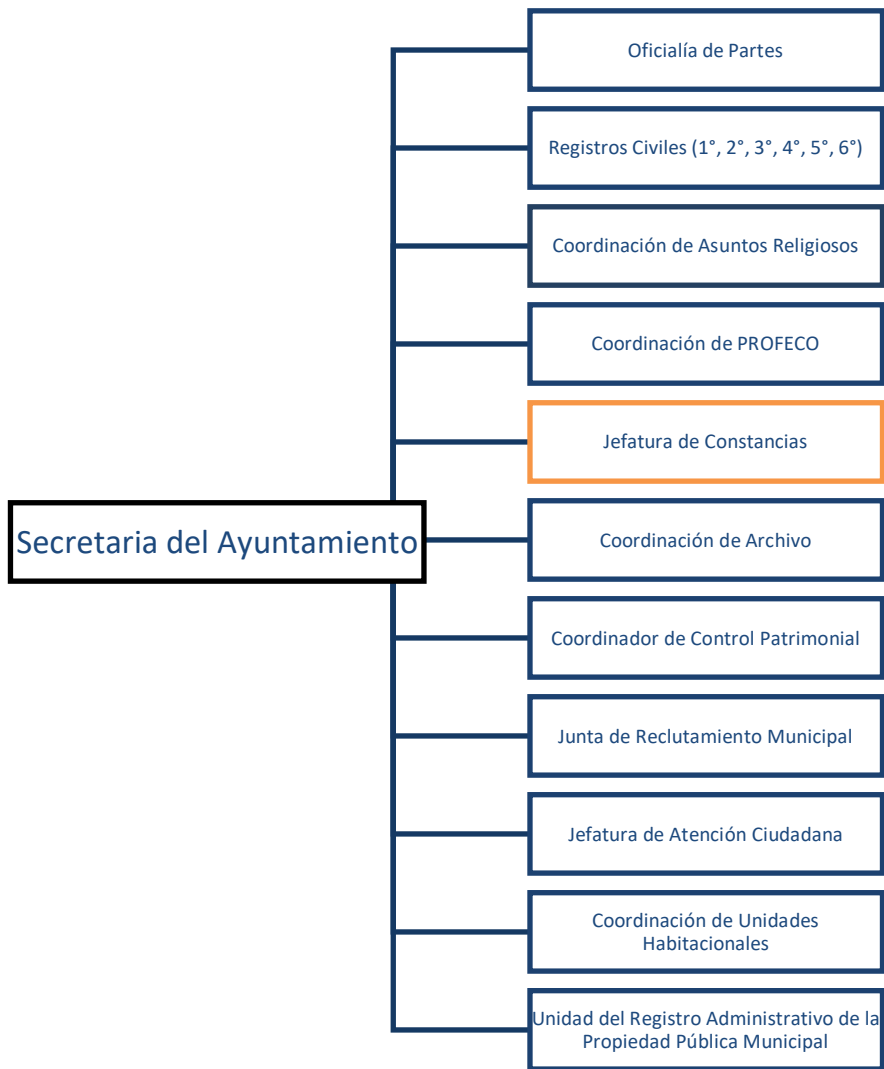 Oficialía de Partes
Registros Civiles (1°, 2°, 3°, 4°, 5°, 6°)
Coordinación de Asuntos Religiosos
Coordinación de PROFECO
Jefatura de Constancias
Secretaria del Ayuntamiento
Coordinación de Archivo
Coordinador de Control Patrimonial
Junta de Reclutamiento Municipal
Jefatura de Atención Ciudadana
Coordinación de Unidades
Habitacionales
Unidad del Registro Administrativo de la
Propiedad Pública Municipal